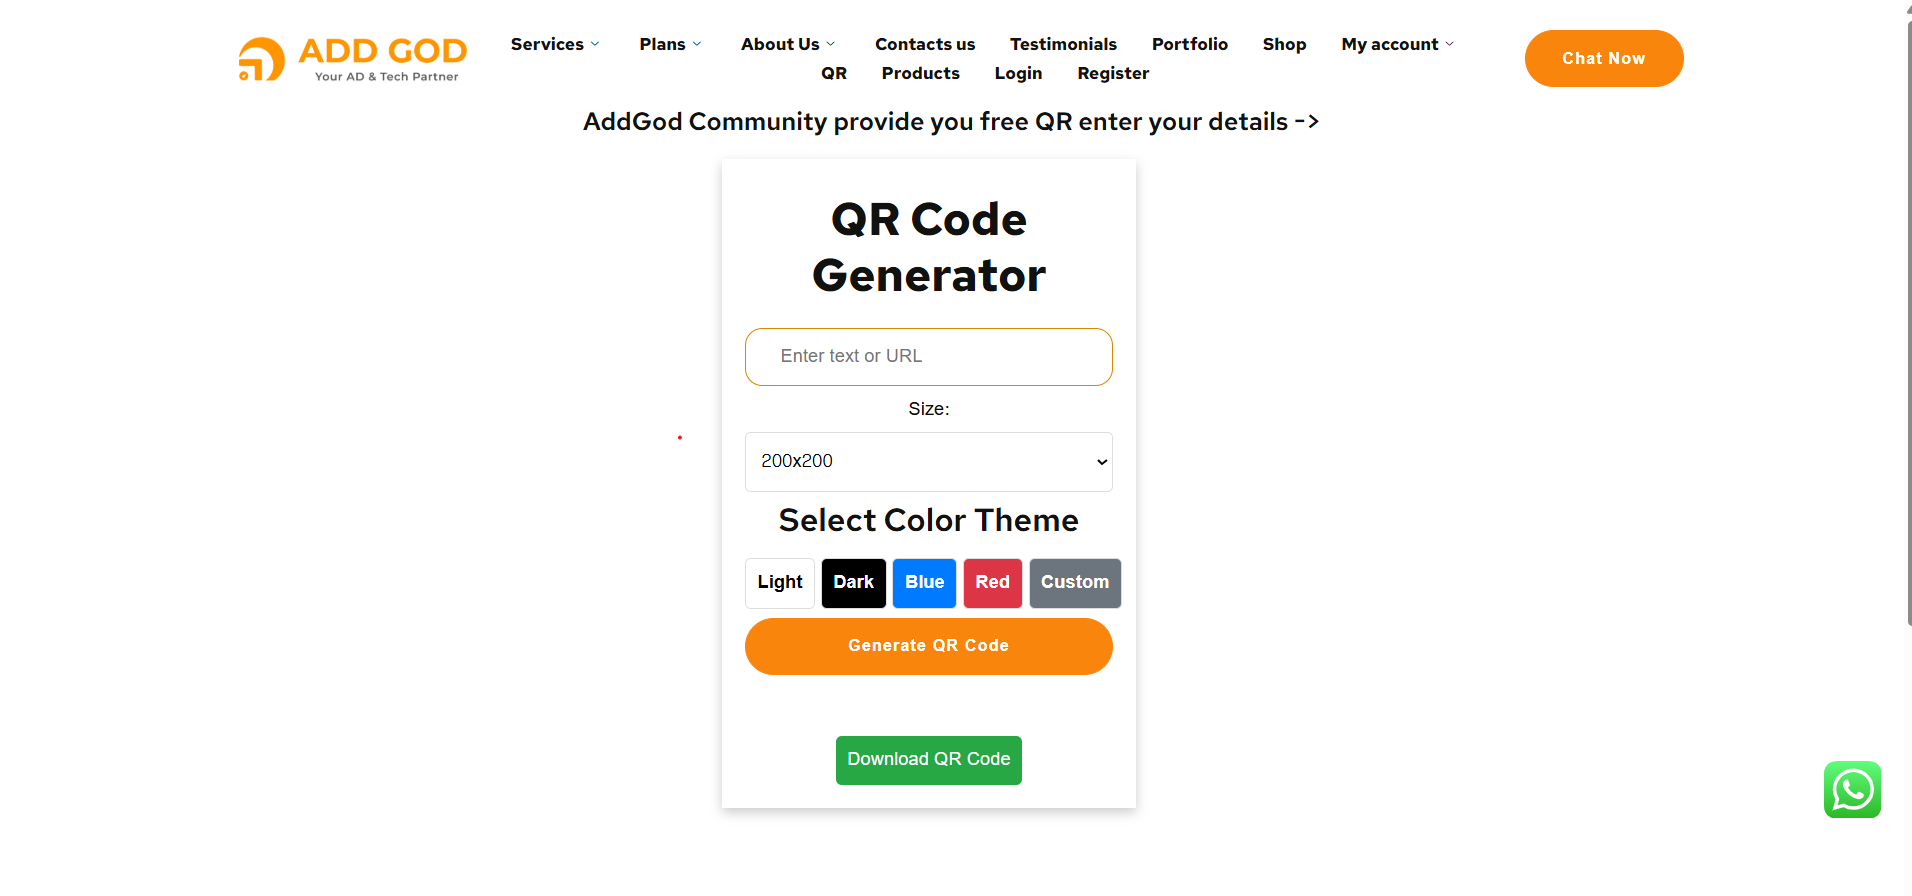 ADD GOD
Your AD & Tech Partner
Services Plans About Us Contacts us Testimonials Portfolio Shop My account
QR Products Login Register
Chat Now
AddGod Community provide you free QR enter your details ->
QR Code
Generator
Enter text or URL
Size:
200x200
Select Color Theme
Light Dark Blue Red Custom
Generate QR Code
Download QR Code